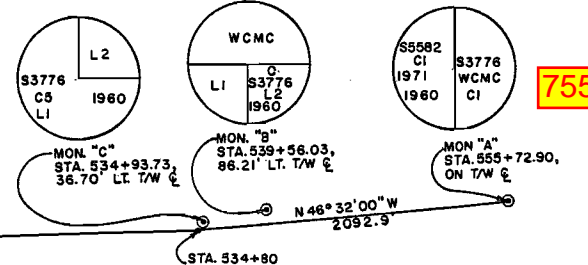 L2
S3776
C5
1960
L1
WCMC
L1
C
S3776
L2
1960
S5582
C1
1971
1960
S3776
WCMC
C1
755
MON. "C"
STA. 534+93.73,
36.70' LT. T/W ℄
MON. "B"
STA. 539+56.03,
86.21' LT. T/W ℄
MON "A"
STA. 555+72.90,
ON T/W ℄
N 46° 32' 00" W
2092.9'
STA. 534+80